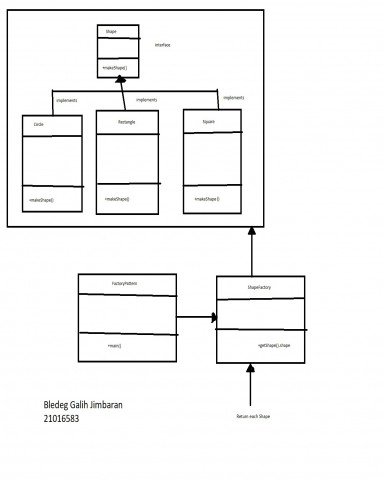 Shape
interface
+makeShape()
implements
implements
implements
Circle
Rectangle
Square
+makeShape()
+makeShape()
+makeShape()
FactoryPattern
ShapeFactory
+main()
+getShape():shape
Bledeg Galih Jimbaran
21016583
Return each Shape